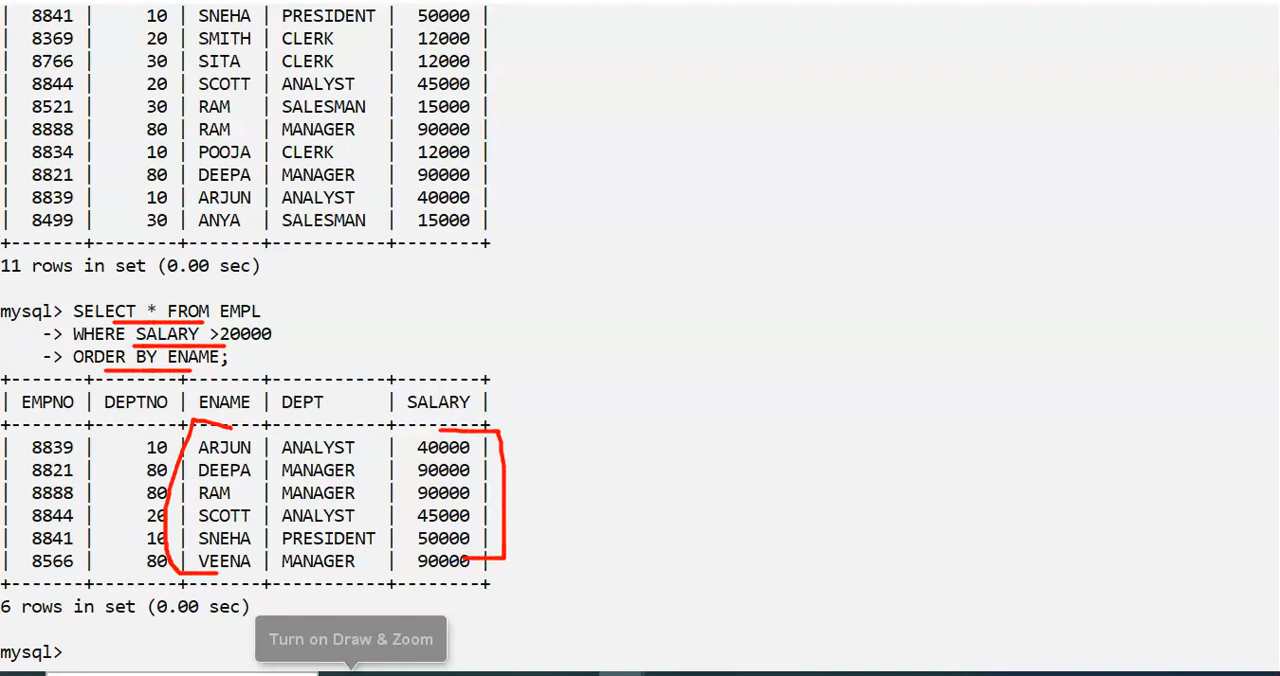 | 8841 | 10 | SNEHA | PRESIDENT | 50000 |
| 8369 | 20 | SMITH | CLERK | 12000 |
| 8766 | 30 | SITA | CLERK | 12000 |
| 8844 | 20 | SCOTT | ANALYST | 45000 |
| 8521 | 30 | RAM | SALESMAN | 15000 |
| 8888 | 80 | RAM | MANAGER | 90000 |
| 8834 | 10 | POOJA | CLERK | 12000 |
| 8821 | 80 | DEEPA | MANAGER | 90000 |
| 8839 | 10 | ARJUN | ANALYST | 40000 |
| 8499 | 30 | ANYA | SALESMAN | 15000 |
+-------+--------+-------+-----------+--------+
11 rows in set (0.00 sec)
mysql> SELECT * FROM EMPL
-> WHERE SALARY >20000
-> ORDER BY ENAME;
+-------+--------+-------+-----------+--------+
| EMPNO | DEPTNO | ENAME | DEPT | SALARY |
+-------+--------+-------+-----------+--------+
| 8839 | 10 | ARJUN | ANALYST | 40000 |
| 8821 | 80 | DEEPA | MANAGER | 90000 |
| 8888 | 80 | RAM | MANAGER | 90000 |
| 8844 | 20 | SCOTT | ANALYST | 45000 |
| 8841 | 10 | SNEHA | PRESIDENT | 50000 |
| 8566 | 80 | VEENA | MANAGER | 90000 |
+-------+--------+-------+-----------+--------+
6 rows in set (0.00 sec)
Turn on Draw & Zoom
mysql>